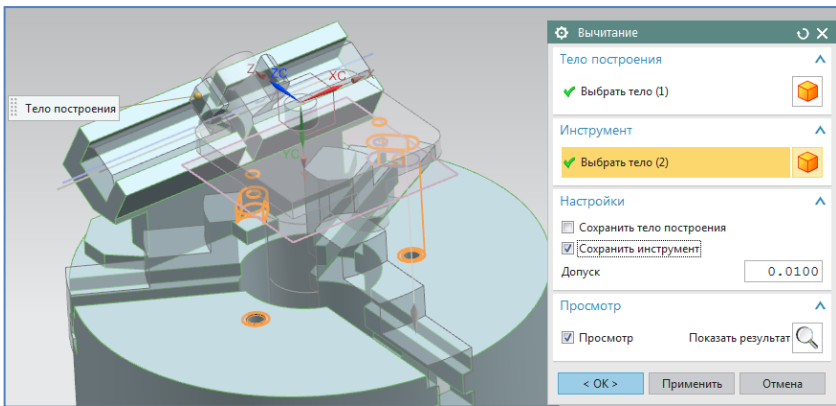 Вычитание
Тело построения
Выбрать тело (1)
Инструмент
Выбрать тело (2)
Настройки
Сохранить тело построения
Сохранить инструмент
Допуск 0.0100
Просмотр
Просмотр Показать результат
< ОК > Применить Отмена
Тело построения
Z ZC XC X
YC